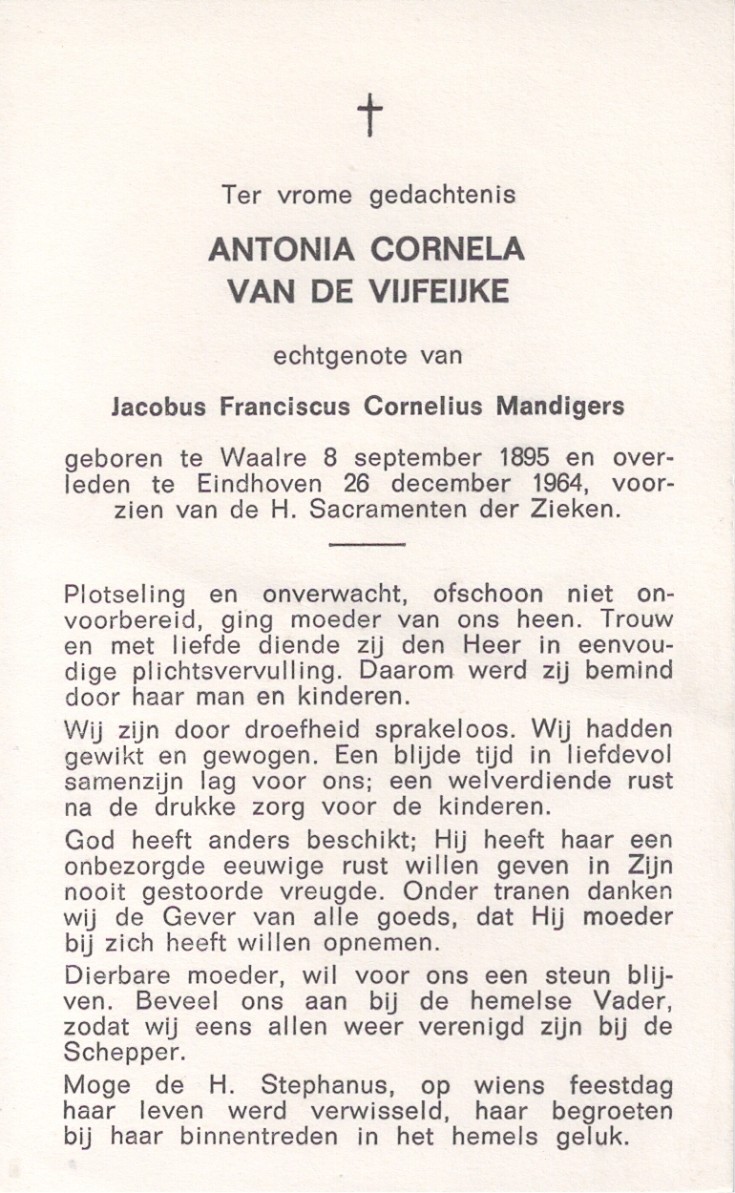 Ter vrome gedachtenis
ANTONIA CORNELA
VAN DE VIJFEIJKE
echtgenote van
Jacobus Franciscus Cornelius Mandigers
geboren te Waalre 8 september 1895 en over-
leden te Eindhoven 26 december 1964, voor-
zien van de H. Sacramenten der Zieken.
Plotseling en onverwacht, ofschoon niet on-
voorbereid, ging moeder van ons heen. Trouw
en met liefde diende zij den Heer in eenvou-
dige plichtsvervulling. Daarom werd zij bemind
door haar man en kinderen.
Wij zijn door droefheid sprakeloos. Wij hadden
gewikt en gewogen. Een blijde tijd in liefdevol
samenzijn lag voor ons; een welverdiende rust
na de drukke zorg voor de kinderen.
God heeft anders beschikt; Hij heeft haar een
onbezorgde eeuwige rust willen geven in Zijn
nooit gestoorde vreugde. Onder tranen danken
wij de Gever van alle goeds, dat Hij moeder
bij zich heeft willen opnemen.
Dierbare moeder, wil voor ons een steun blij-
ven. Beveel ons aan bij de hemelse Vader,
zodat wij eens allen weer verenigd zijn bij de
Schepper.
Moge de H. Stephanus, op wiens feestdag
haar leven werd verwisseld, haar begroeten
bij haar binnentreden in het hemels geluk.